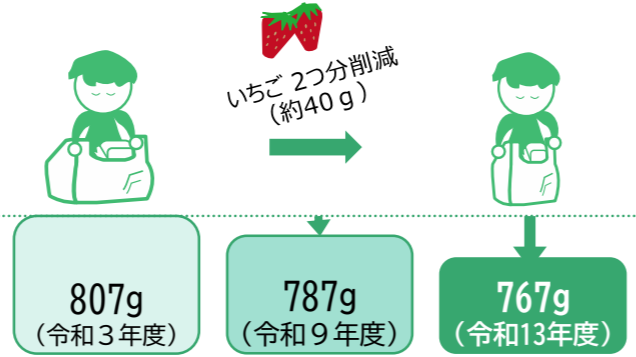 いちご 2つ分削減
（約40ｇ）
807g
（令和３年度）
787g
（令和９年度）
767g
（令和13年度）